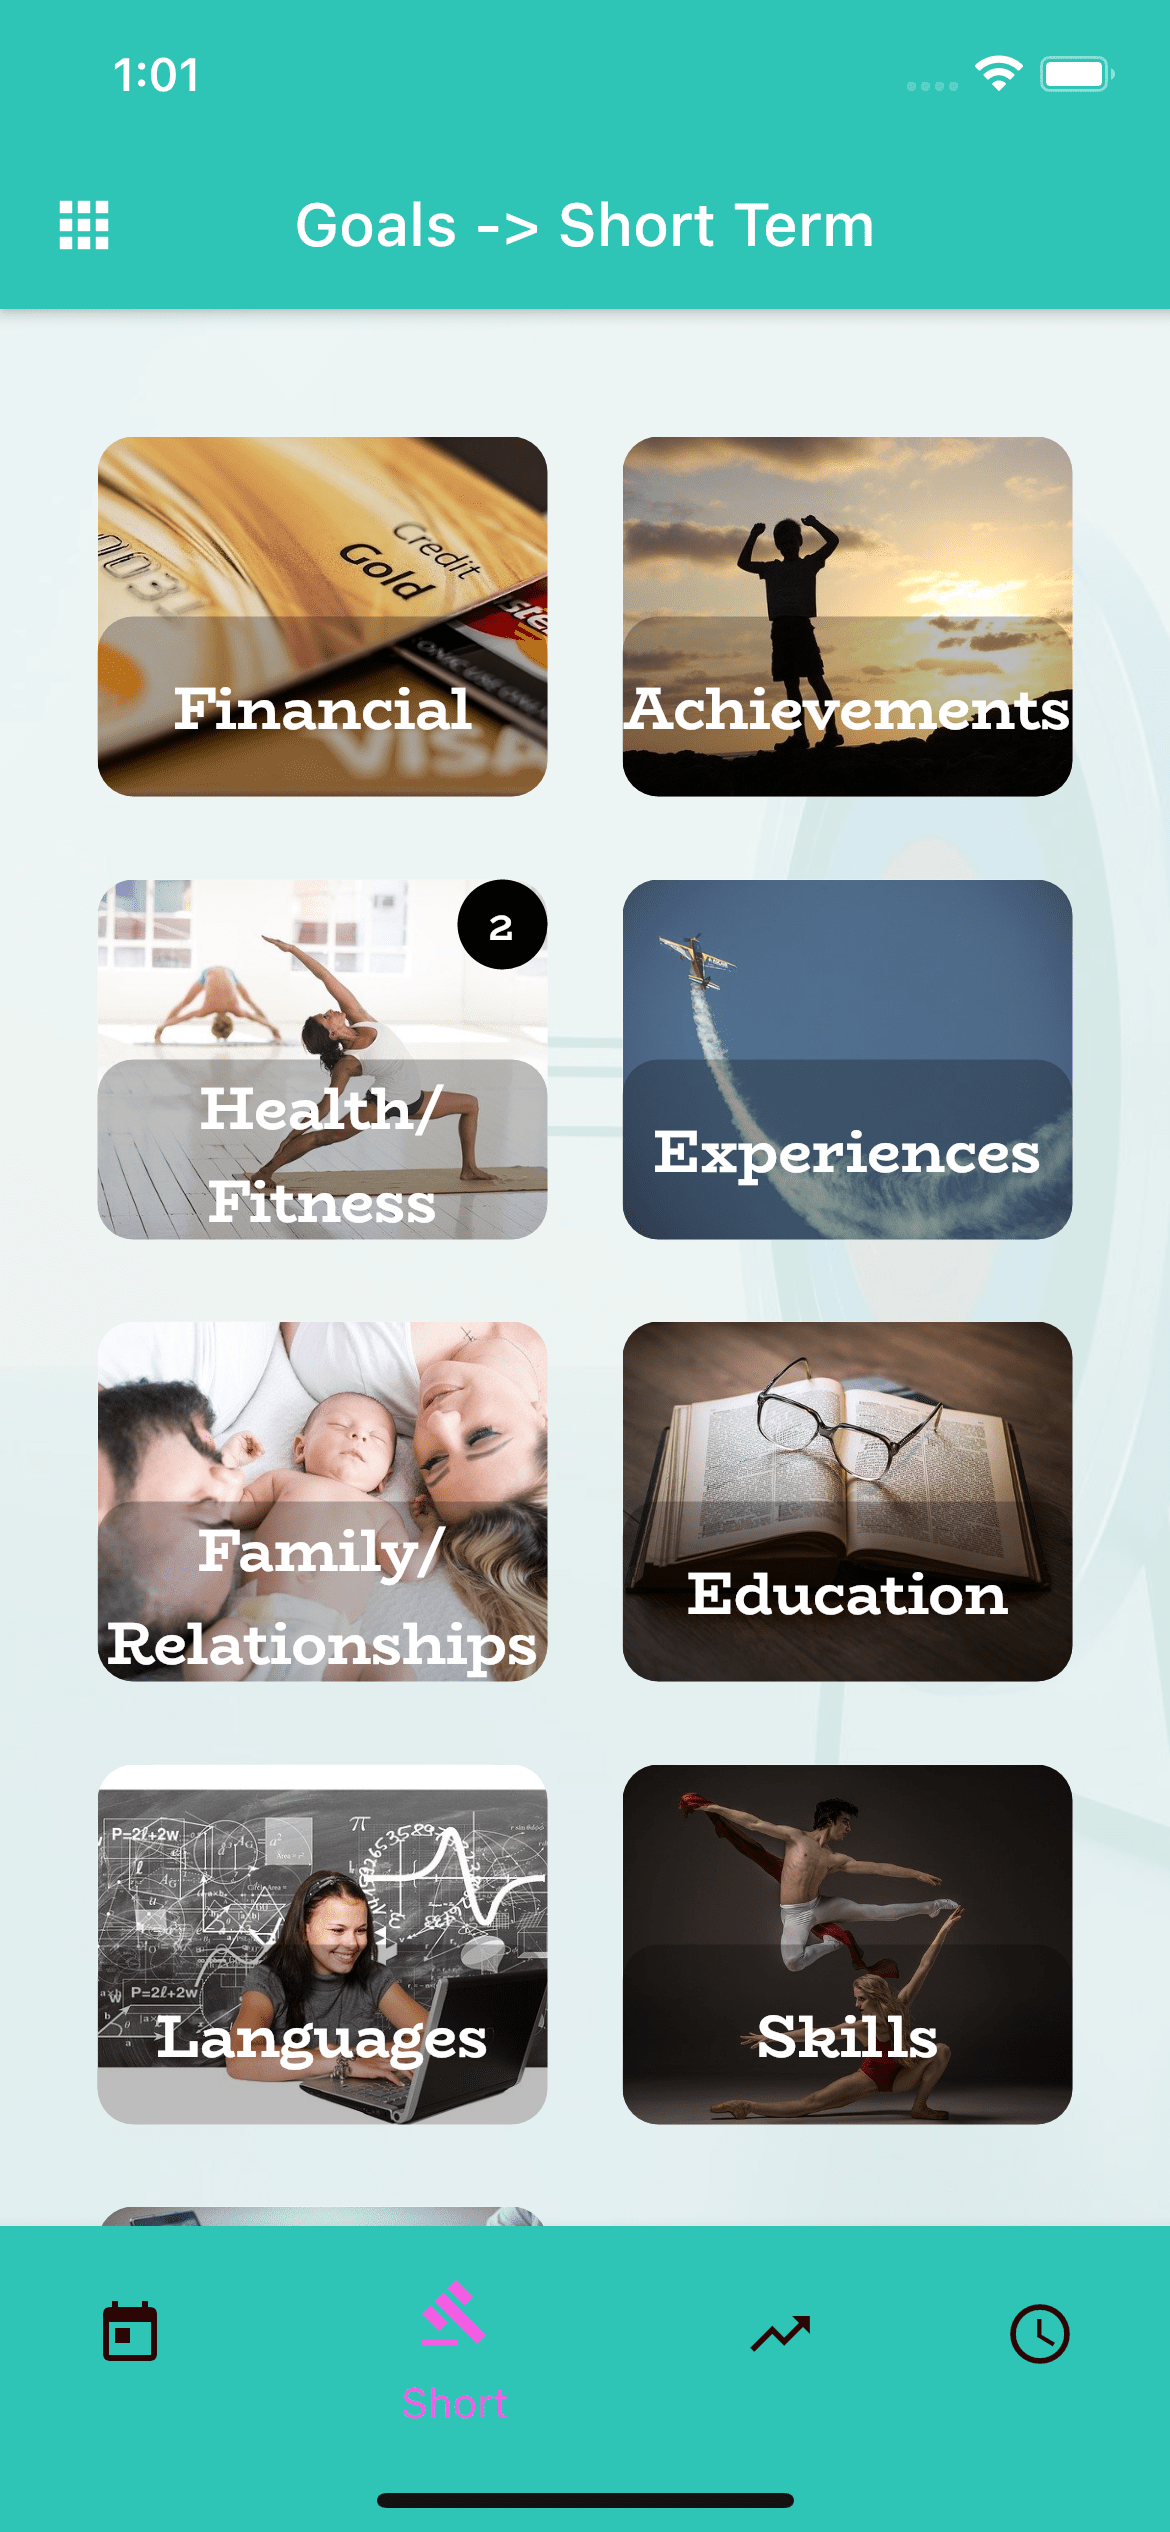 1:01
Goals -> Short Term
Credit
Gold
VISA
Financial
Achievements
2
Health/
Fitness
Experiences
Family/
Relationships
Education
P=2ℓ+2w
π
P=2ℓ+2w
Languages
Skills
Short